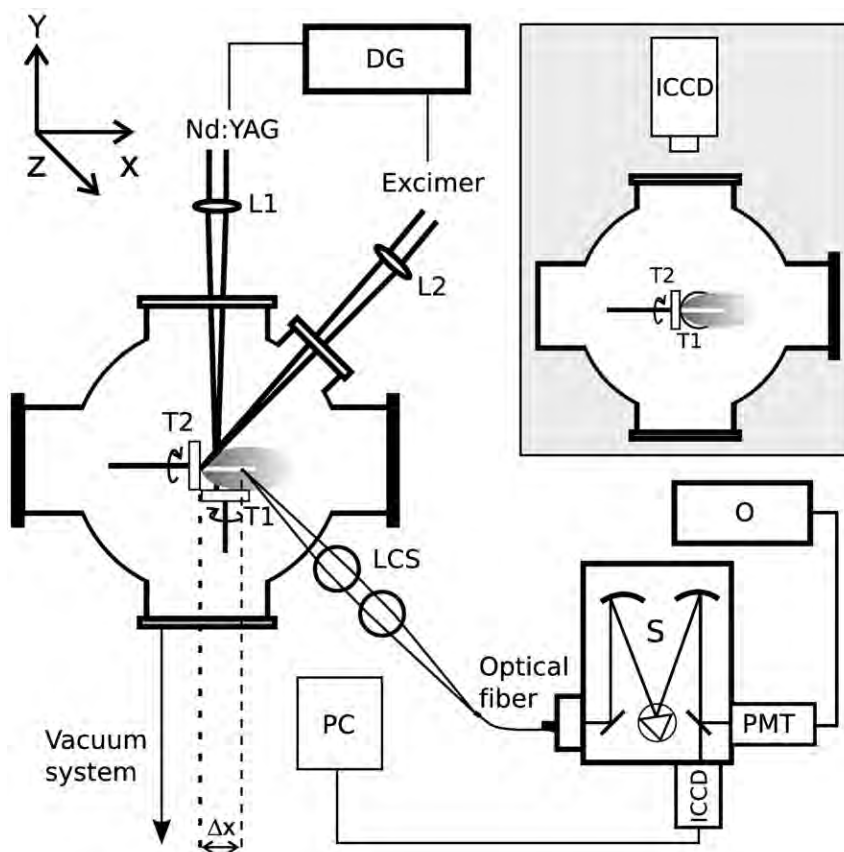 Y
DG
ICCD
Nd:YAG
Z
X
Excimer
L1
L2
T2
T1
T2
T1
O
LCS
S
Optical
fiber
PC
PMT
Vacuum
system
ICCD
Δx